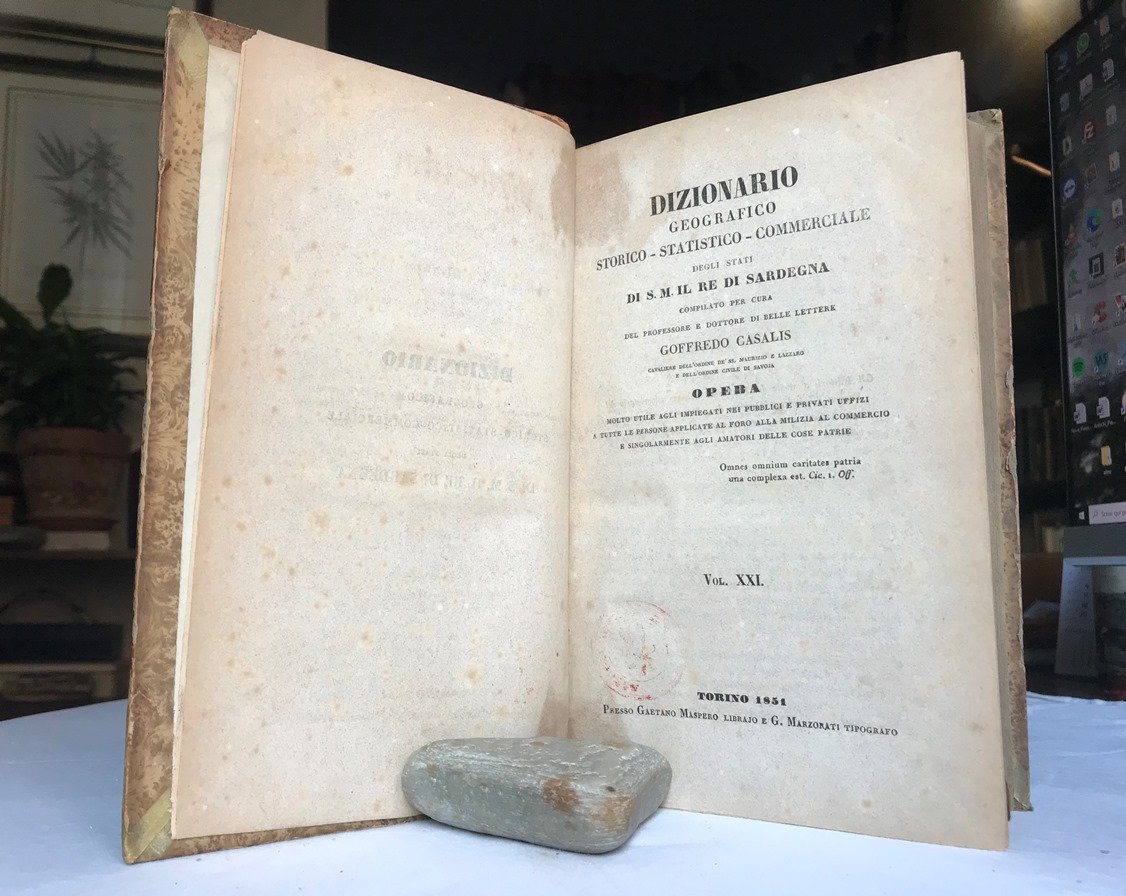 DIZIONARIO
GEOGRAFICO
STORICO - STATISTICO - COMMERCIALE
DEGLI STATI
DI S. M. IL RE DI SARDEGNA
COMPILATO PER CURA
DEL PROFESSORE E DOTTORE DI BELLE LETTERE
GOFFREDO CASALIS
CAVALIERE DELL'ORDINE DE' SS. MAURIZIO E LAZZARO
E DELL'ORDINE CIVILE DI SAVOJA
OPERA
MOLTO UTILE AGLI IMPIEGATI NEI PUBBLICI E PRIVATI UFFIZI
A TUTTE LE PERSONE APPLICATE AL FORO ALLA MILIZIA AL COMMERCIO
E SINGOLARMENTE AGLI AMATORI DELLE COSE PATRIE
Omnes omnium caritates patria
una complexa est. Cic. 1. Off.
VOL. XXI.
TORINO 1851
PRESSO GAETANO MASPERO LIBRAJO E G. MARZORATI TIPOGRAFO